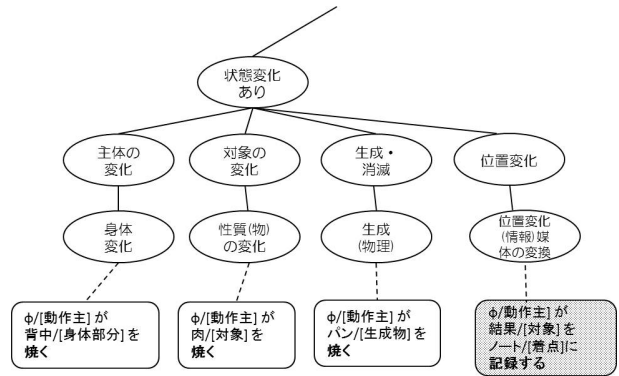 状態変化
あり
主体の
変化
対象の
変化
生成・
消滅
位置変化
身体
変化
性質(物)
の変化
生成
(物理)
位置変化
(情報)媒
体の変換
φ/[動作主] が
背中/[身体部分] を
焼く
φ/[動作主] が
肉/[対象] を
焼く
φ/[動作主] が
パン/[生成物] を
焼く
φ/動作主] が
結果/[対象] を
ノート/[着点] に
記録する